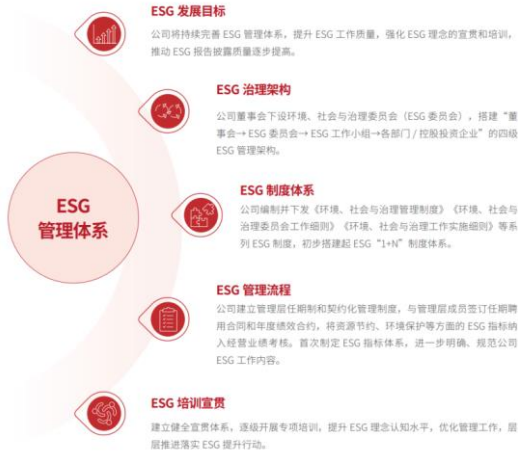 ESG 发展目标
公司将持续完善 ESG 管理体系，提升 ESG 工作质量，强化 ESG 理念的宣贯和培训，
推动 ESG 报告披露质量逐步提高。
ESG 治理架构
公司董事会下设环境、社会与治理委员会（ESG 委员会），搭建“董
事会→ ESG 委员会→ ESG 工作小组→各部门 / 控股投资企业”的四级
ESG 管理架构。
ESG
管理体系
ESG 制度体系
公司编制并下发《环境、社会与治理管理制度》《环境、社会与
治理委员会工作细则》《环境、社会与治理工作实施细则》等系
列 ESG 制度，初步搭建起 ESG“1+N”制度体系。
ESG 管理流程
公司建立管理层任期制和契约化管理制度，与管理层成员签订任期聘
用合同和年度绩效合约，将资源节约、环境保护等方面的 ESG 指标纳
入经营业绩考核。首次制定 ESG 指标体系，进一步明确、规范公司
ESG 工作内容。
ESG 培训宣贯
建立健全宣贯体系，逐级开展专项培训，提升 ESG 理念认知水平，优化管理工作，层
层推进落实 ESG 提升行动。